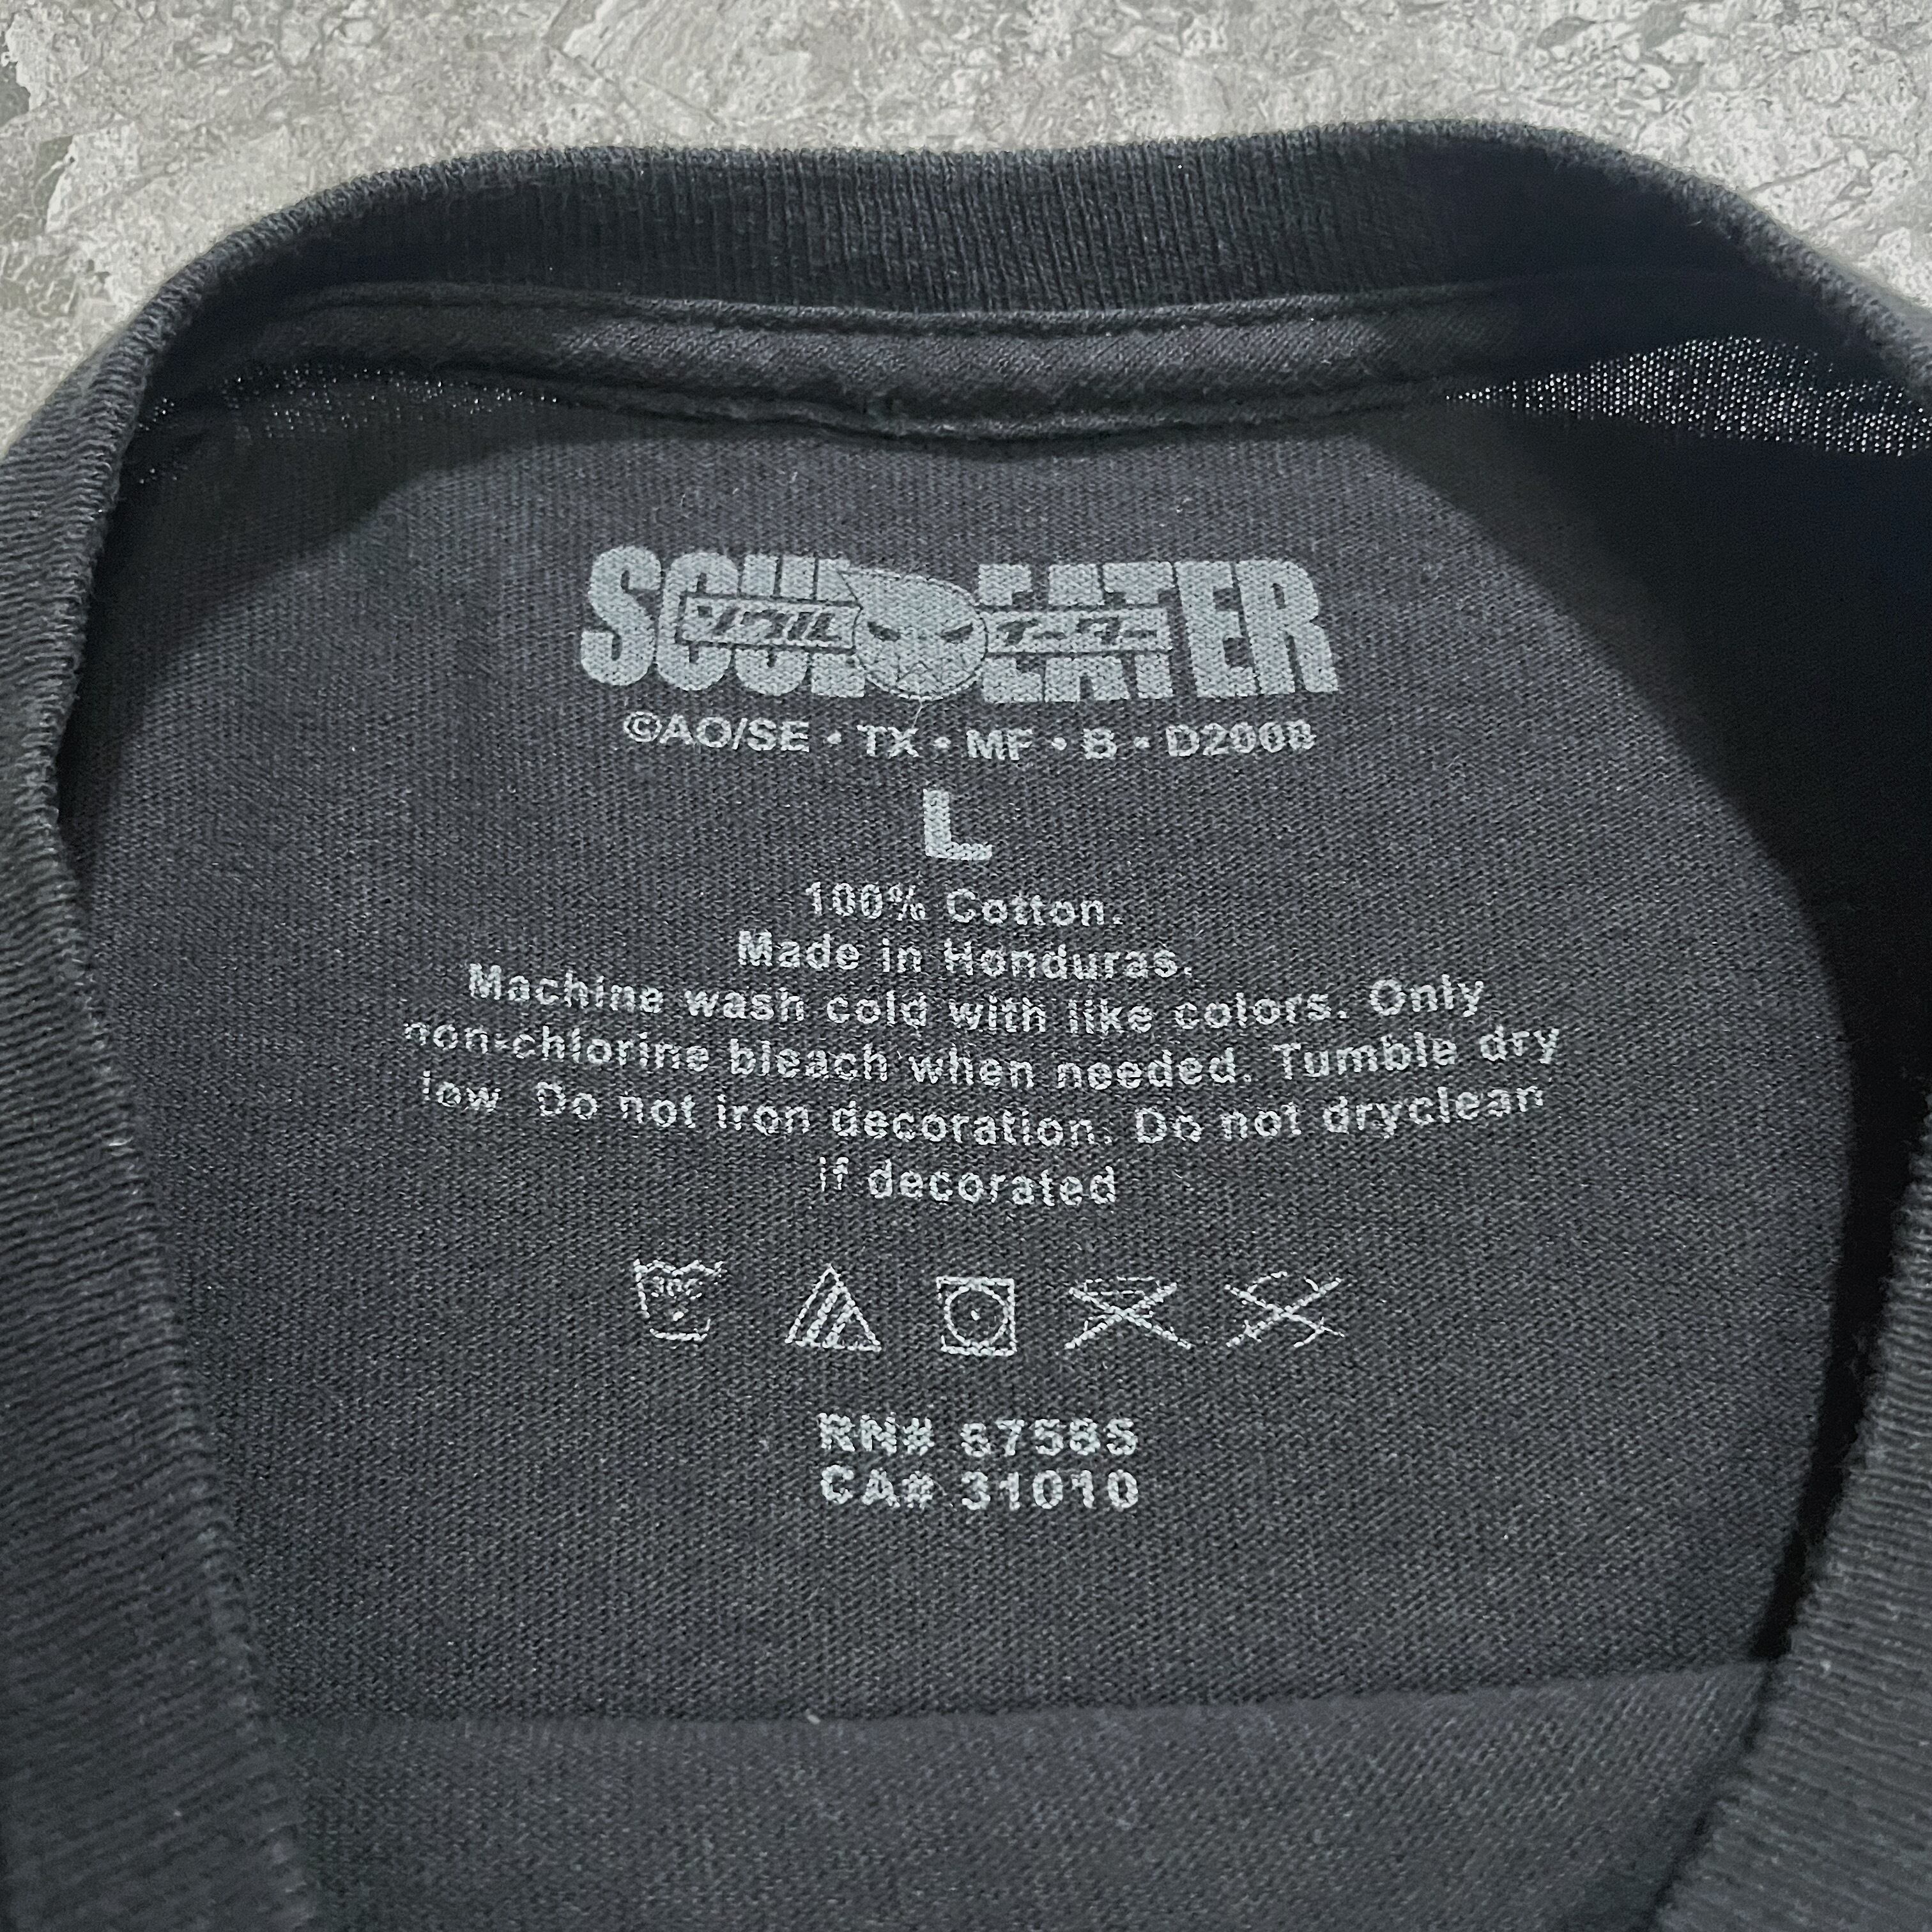 SOUL EATER
ソウル イーター
©AO/SE • TX • MF • B • D2008
L
100% Cotton.
Made in Honduras.
Machine wash cold with like colors. Only
non-chlorine bleach when needed. Tumble dry
low. Do not iron decoration. Do not dryclean
if decorated
30c
RN# 87585
CA# 31010